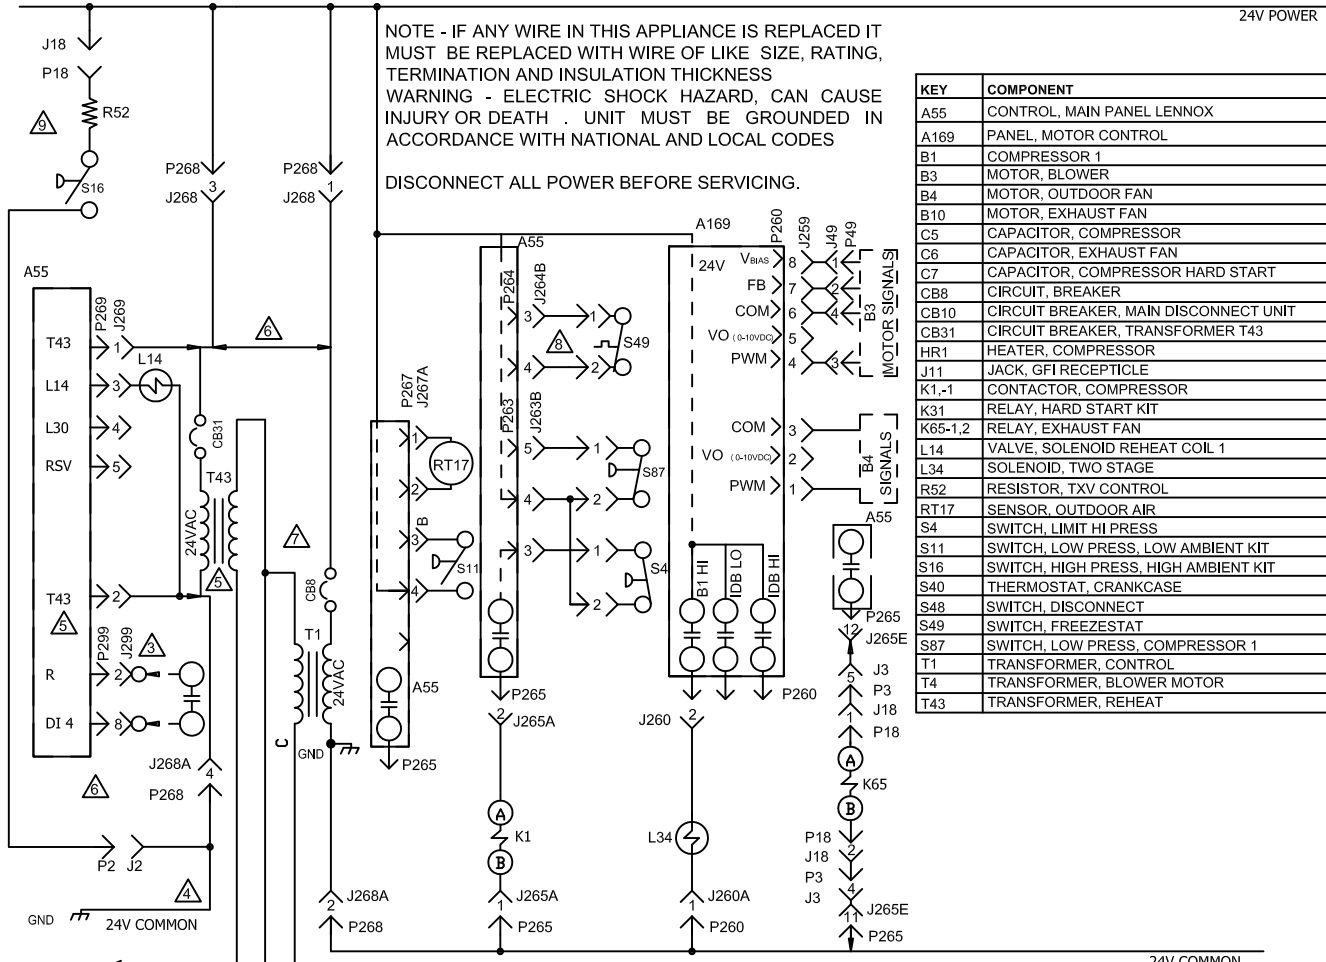 24V POWER
J18
P18
R52
9
S16
NOTE - IF ANY WIRE IN THIS APPLIANCE IS REPLACED IT
MUST BE REPLACED WITH WIRE OF LIKE SIZE, RATING,
TERMINATION AND INSULATION THICKNESS
WARNING - ELECTRIC SHOCK HAZARD, CAN CAUSE
INJURY OR DEATH . UNIT MUST BE GROUNDED IN
ACCORDANCE WITH NATIONAL AND LOCAL CODES
DISCONNECT ALL POWER BEFORE SERVICING.
P268
3
J268
P268
1
J268
KEY COMPONENT
A55 CONTROL, MAIN PANEL LENNOX
A169 PANEL, MOTOR CONTROL
B1 COMPRESSOR 1
B3 MOTOR, BLOWER
B4 MOTOR, OUTDOOR FAN
B10 MOTOR, EXHAUST FAN
C5 CAPACITOR, COMPRESSOR
C6 CAPACITOR, EXHAUST FAN
C7 CAPACITOR, COMPRESSOR HARD START
CB8 CIRCUIT, BREAKER
CB10 CIRCUIT BREAKER, MAIN DISCONNECT UNIT
CB31 CIRCUIT BREAKER, TRANSFORMER T43
HR1 HEATER, COMPRESSOR
J11 JACK, GFI RECEPTICLE
K1,-1 CONTACTOR, COMPRESSOR
K31 RELAY, HARD START KIT
K65-1,2 RELAY, EXHAUST FAN
L14 VALVE, SOLENOID REHEAT COIL 1
L34 SOLENOID, TWO STAGE
R52 RESISTOR, TXV CONTROL
RT17 SENSOR, OUTDOOR AIR
S4 SWITCH, LIMIT HI PRESS
S11 SWITCH, LOW PRESS, LOW AMBIENT KIT
S16 SWITCH, HIGH PRESS, HIGH AMBIENT KIT
S40 THERMOSTAT, CRANKCASE
S48 SWITCH, DISCONNECT
S49 SWITCH, FREEZESTAT
S87 SWITCH, LOW PRESS, COMPRESSOR 1
T1 TRANSFORMER, CONTROL
T4 TRANSFORMER, BLOWER MOTOR
T43 TRANSFORMER, REHEAT
A55
P269
J269
T43 1
L14 3
L14
L30 4
RSV 5
T43 2
5
P299
J299
3
R 2
DI 4 8
6
J268A
4
P268
P2 J2
4
GND
24V COMMON
6
CB31
T43
24VAC
5
7
CB8
T1
24VAC
C
GND
J268A
2
P268
P267
J267A
1
RT17
2
B
3
S11
4
A55
P265
A55
P264
J264B
3 1
8
S49
4 2
P263
J263B
5 1
S87
4 2
3 1
S4
2
P265
2
J265A
A
K1
B
J265A
1
P265
A169
24V
P260
J259
J49
P49
VBIAS 8 1
FB 7 2
COM 6 4
VO (0-10VDC) 5
PWM 4 3
B3
MOTOR SIGNALS
COM 3
VO (0-10VDC) 2
PWM 1
B4
SIGNALS
B1 HI
IDB LO
IDB HI
P260
J260
2
L34
J260A
1
P260
A55
P265
12
J265E
J3
5
P3
J18
1
P18
A
K65
B
P18
2
J18
P3
4
J3
J265E
11
P265
24V COMMON